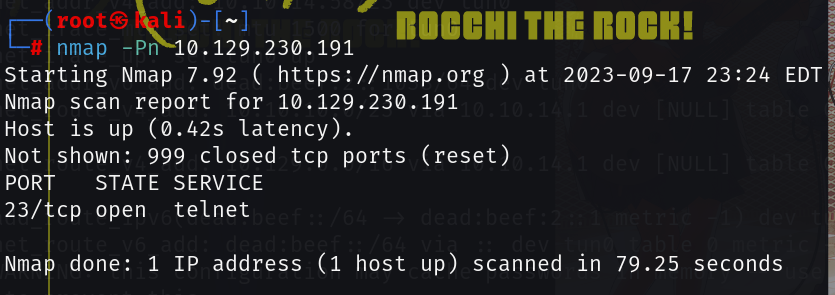 ┌──(root㉿kali)-[~]
BOCCHI THE ROCK!
└─# nmap -Pn 10.129.230.191
Starting Nmap 7.92 ( https://nmap.org ) at 2023-09-17 23:24 EDT
Nmap scan report for 10.129.230.191
Host is up (0.42s latency).
Not shown: 999 closed tcp ports (reset)
PORT   STATE SERVICE
23/tcp open  telnet
Nmap done: 1 IP address (1 host up) scanned in 79.25 seconds